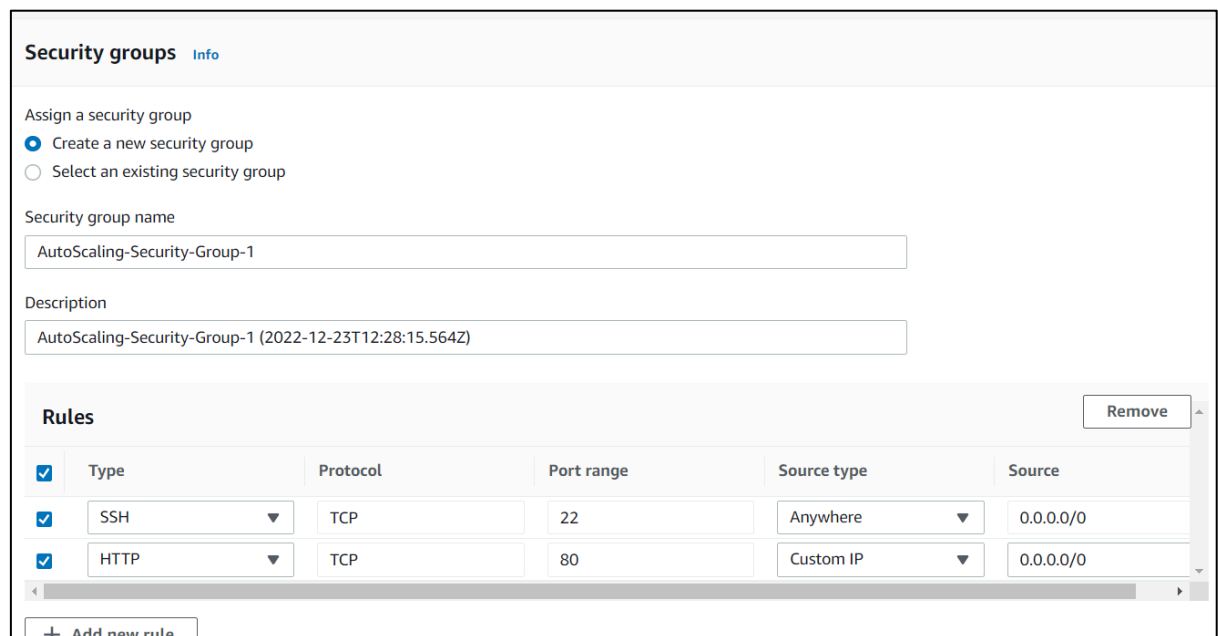 Security groups Info
Assign a security group
Create a new security group
Select an existing security group
Security group name
AutoScaling-Security-Group-1
Description
AutoScaling-Security-Group-1 (2022-12-23T12:28:15.564Z)
Rules Remove
Type Protocol Port range Source type Source
SSH TCP 22 Anywhere 0.0.0.0/0
HTTP TCP 80 Custom IP 0.0.0.0/0
+ Add new rule